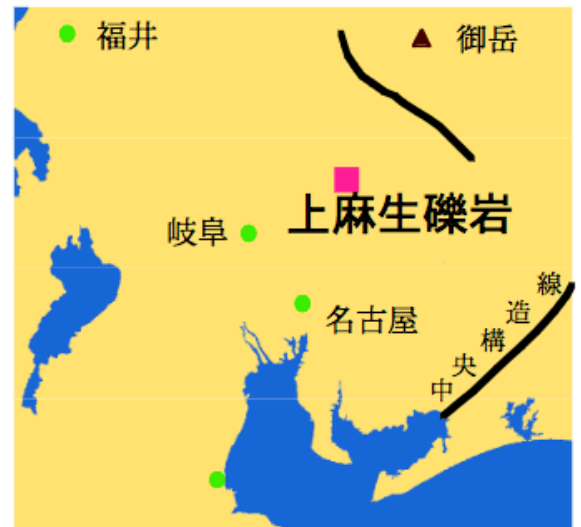 福井
御岳
上麻生礫岩
岐阜
名古屋
中央構造線